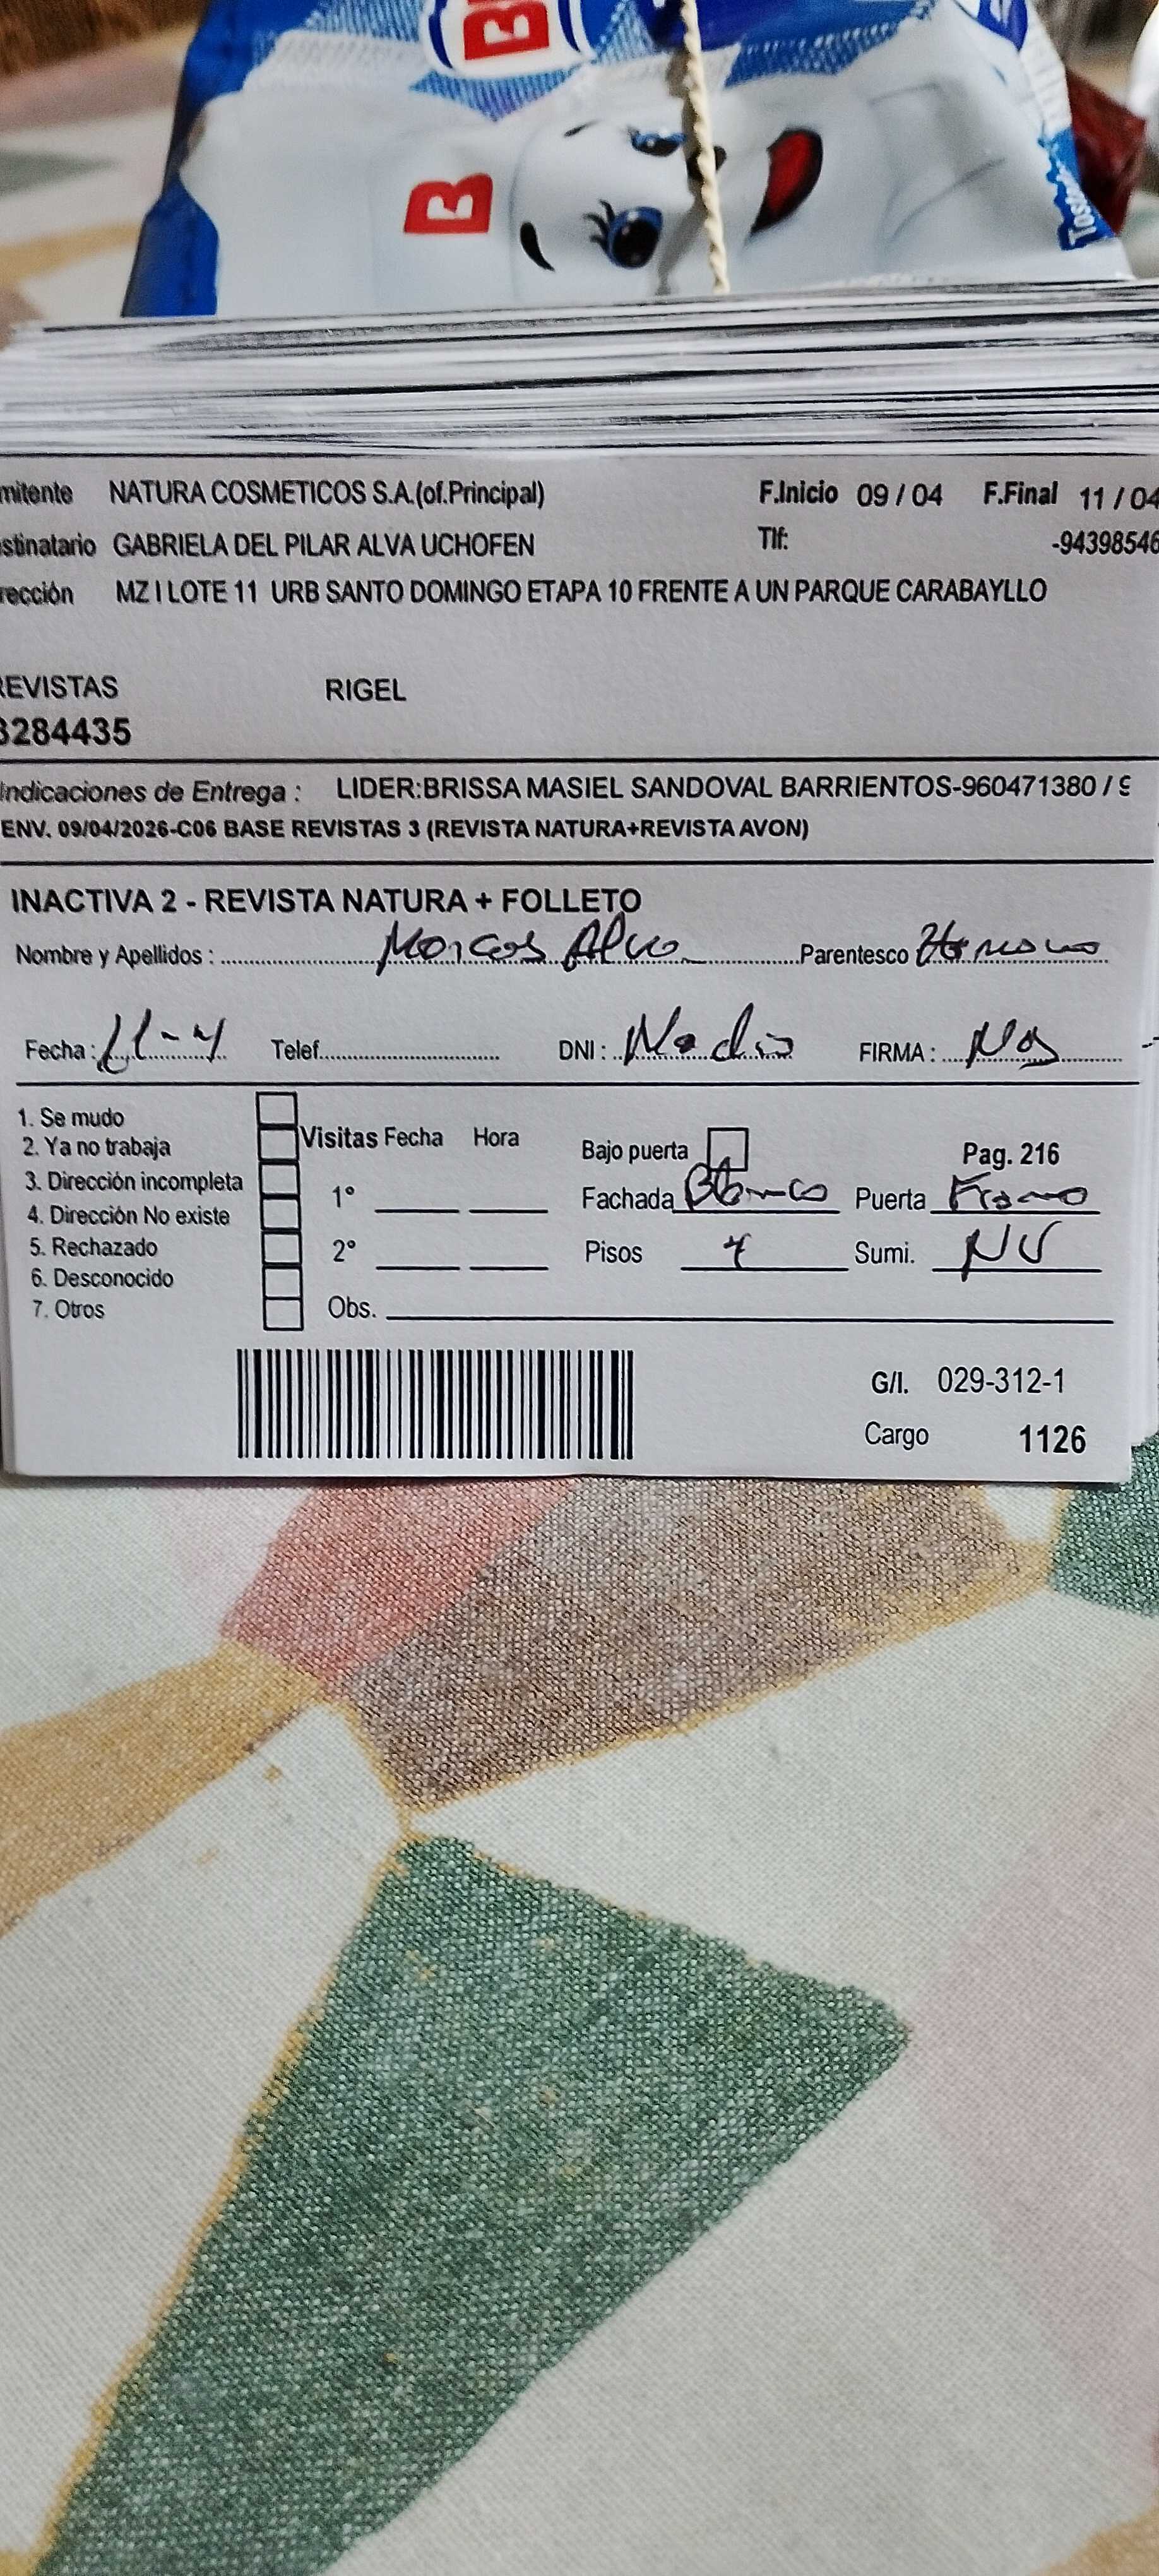 B
B
mitente NATURA COSMETICOS S.A.(of.Principal) F.Inicio 09 / 04 F.Final 11 / 04
stinatario GABRIELA DEL PILAR ALVA UCHOFEN Tlf: -94398546
rección MZ I LOTE 11 URB SANTO DOMINGO ETAPA 10 FRENTE A UN PARQUE CARABAYLLO
REVISTAS RIGEL
3284435
Indicaciones de Entrega : LIDER:BRISSA MASIEL SANDOVAL BARRIENTOS-960471380 / 9
ENV. 09/04/2026-C06 BASE REVISTAS 3 (REVISTA NATURA+REVISTA AVON)
INACTIVA 2 - REVISTA NATURA + FOLLETO
Nombre y Apellidos : Marcos Alva Parentesco Hermano
Fecha : 11-4 Telef. DNI : FIRMA :
1. Se mudo
2. Ya no trabaja
3. Dirección incompleta
4. Dirección No existe
5. Rechazado
6. Desconocido
7. Otros
Visitas Fecha Hora
1°
2°
Obs.
Bajo puerta Pag. 216
Fachada Blanco Puerta
Pisos 4 Sumi. NV
G/I. 029-312-1
Cargo 1126